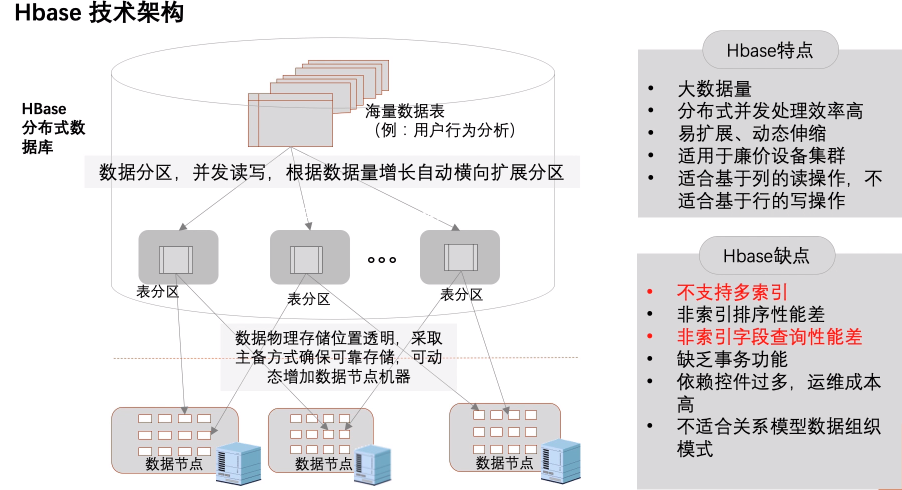 Hbase 技术架构
HBase
分布式数
据库
海量数据表
（例：用户行为分析）
数据分区，并发读写，根据数据量增长自动横向扩展分区
表分区
表分区
表分区
数据物理存储位置透明，采取
主备方式确保可靠存储，可动
态增加数据节点机器
数据节点
数据节点
数据节点
Hbase特点
• 大数据量
• 分布式并发处理效率高
• 易扩展、动态伸缩
• 适用于廉价设备集群
• 适合基于列的读操作，不
适合基于行的写操作
Hbase缺点
• 不支持多索引
• 非索引排序性能差
• 非索引字段查询性能差
• 缺乏事务功能
• 依赖控件过多，运维成本
高
• 不适合关系模型数据组织
模式